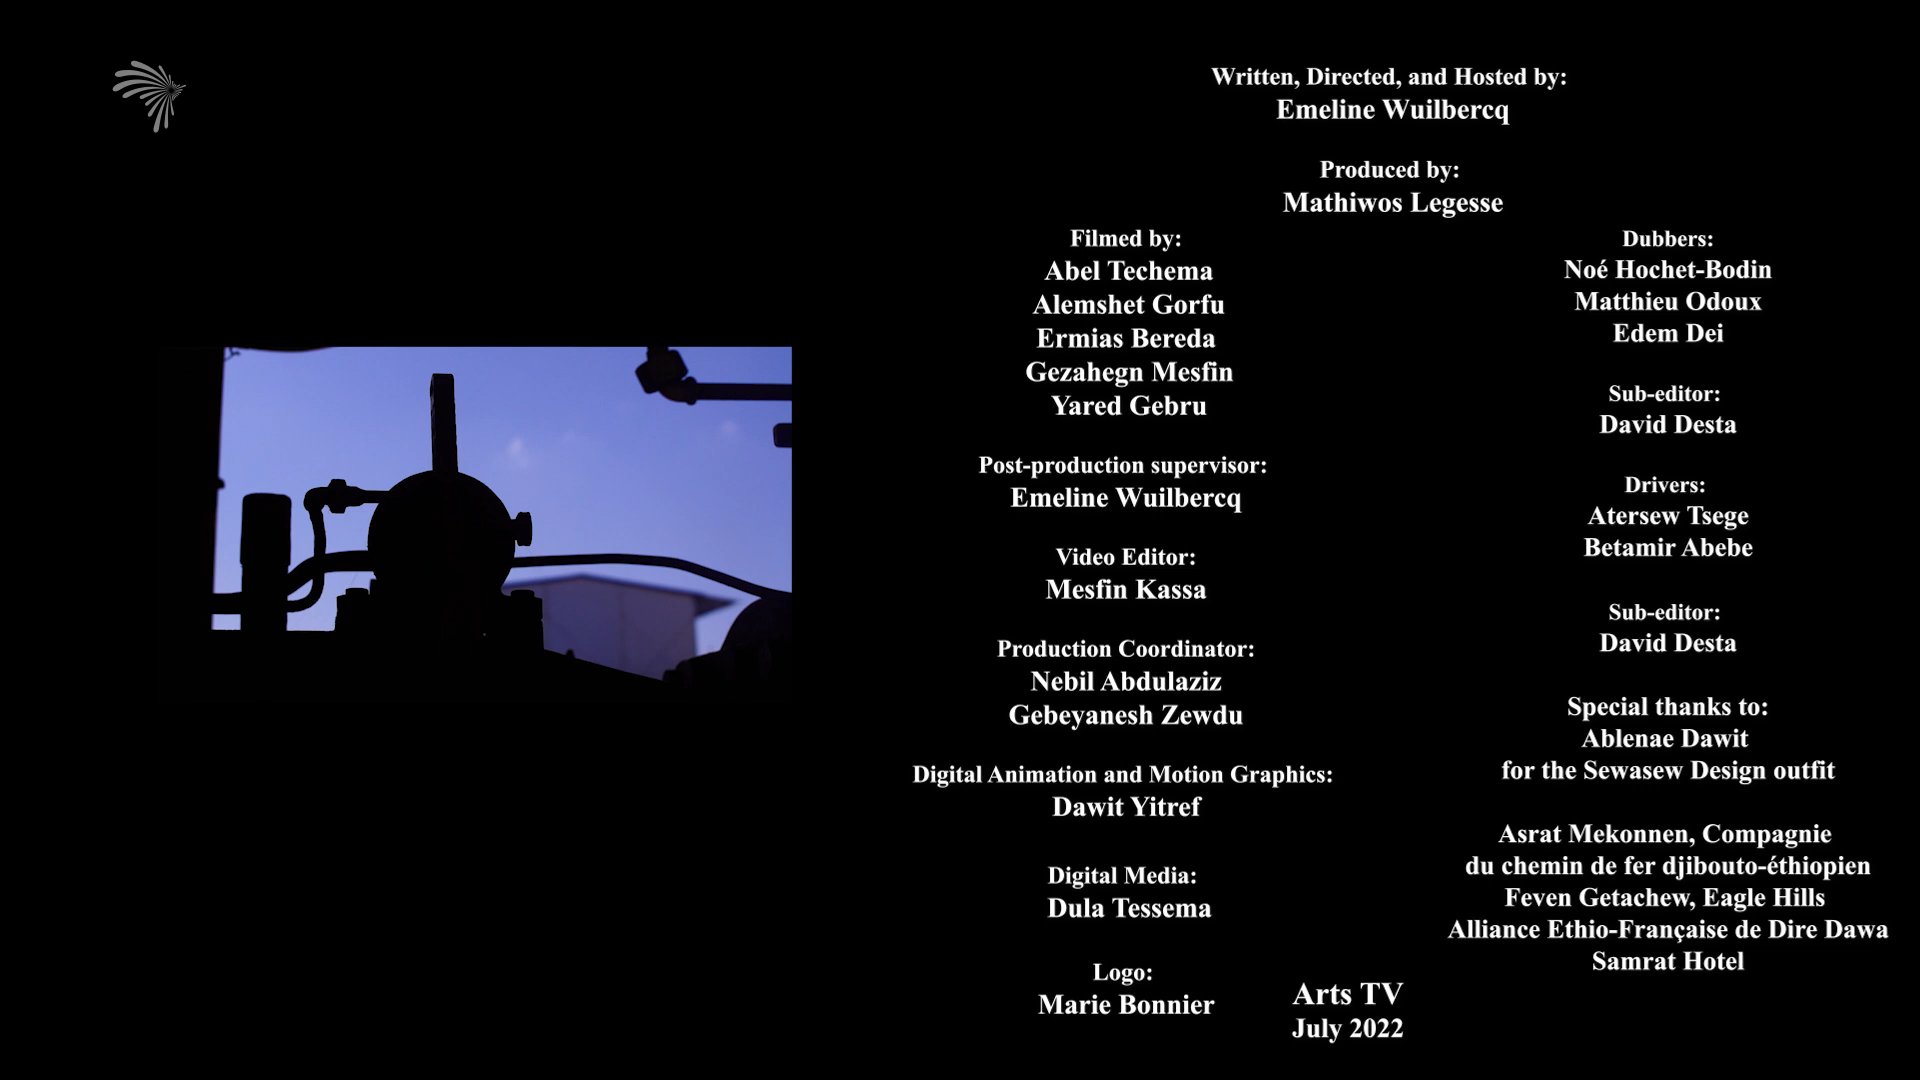 Written, Directed, and Hosted by:
Emeline Wuilbercq
Produced by:
Mathiwos Legesse
Filmed by:
Abel Techema
Alemshet Gorfu
Ermias Bereda
Gezahegn Mesfin
Yared Gebru
Post-production supervisor:
Emeline Wuilbercq
Video Editor:
Mesfin Kassa
Production Coordinator:
Nebil Abdulaziz
Gebeyanesh Zewdu
Digital Animation and Motion Graphics:
Dawit Yitref
Digital Media:
Dula Tessema
Logo:
Marie Bonnier
Dubbers:
Noé Hochet-Bodin
Matthieu Odoux
Edem Dei
Sub-editor:
David Desta
Drivers:
Atersew Tsege
Betamir Abebe
Sub-editor:
David Desta
Special thanks to:
Ablenae Dawit
for the Sewasew Design outfit
Asrat Mekonnen, Compagnie
du chemin de fer djibouto-éthiopien
Feven Getachew, Eagle Hills
Alliance Ethio-Française de Dire Dawa
Samrat Hotel
Arts TV
July 2022